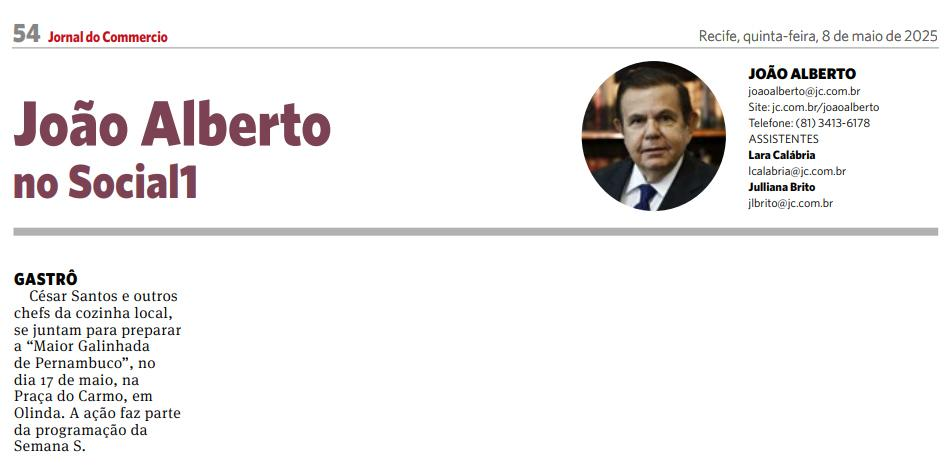 54 Jornal do Commercio
Recife, quinta-feira, 8 de maio de 2025
João Alberto
no Social1
JOÃO ALBERTO
joaoalberto@jc.com.br
Site: jc.com.br/joaoalberto
Telefone: (81) 3413-6178
ASSISTENTES
Lara Calábria
lcalabria@jc.com.br
Julliana Brito
jlbrito@jc.com.br
GASTRÔ
César Santos e outros
chefs da cozinha local,
se juntam para preparar
a “Maior Galinhada
de Pernambuco”, no
dia 17 de maio, na
Praça do Carmo, em
Olinda. A ação faz parte
da programação da
Semana S.